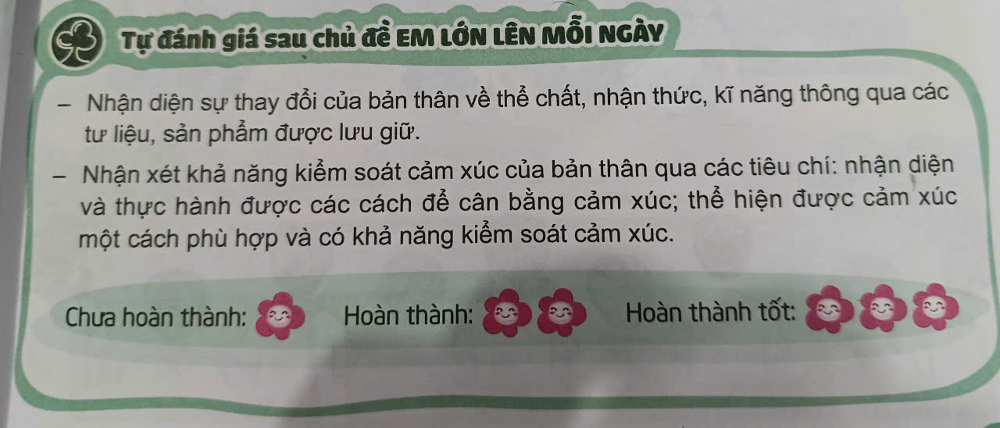 Tự đánh giá sau chủ đề EM LỚN LÊN MỖI NGÀY
– Nhận diện sự thay đổi của bản thân về thể chất, nhận thức, kĩ năng thông qua các
tư liệu, sản phẩm được lưu giữ.
– Nhận xét khả năng kiểm soát cảm xúc của bản thân qua các tiêu chí: nhận diện
và thực hành được các cách để cân bằng cảm xúc; thể hiện được cảm xúc
một cách phù hợp và có khả năng kiểm soát cảm xúc.
Chưa hoàn thành: Hoàn thành: Hoàn thành tốt: